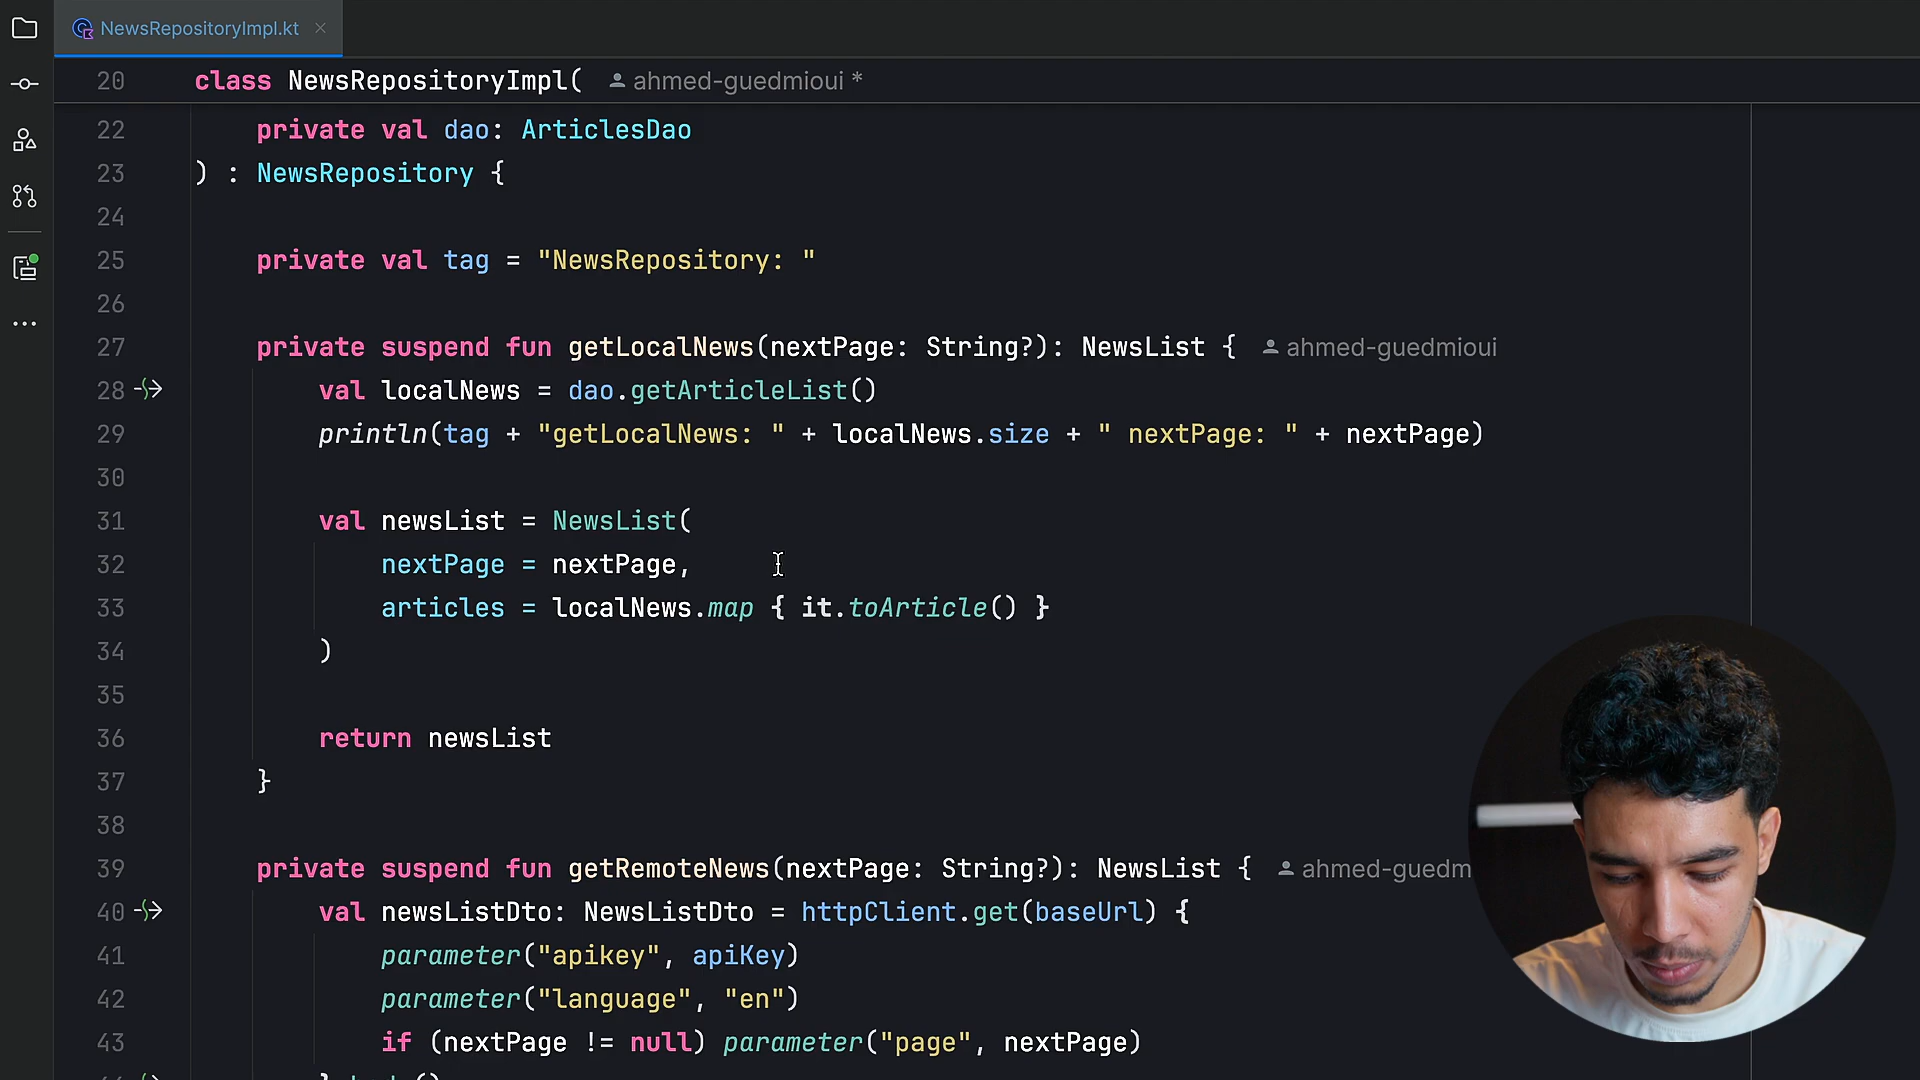 NewsRepositoryImpl.kt
20 class NewsRepositoryImpl( ahmed-guedmioui *
22 private val dao: ArticlesDao
23 ) : NewsRepository {
24
25 private val tag = "NewsRepository: "
26
27 private suspend fun getLocalNews(nextPage: String?): NewsList { ahmed-guedmioui
28 val localNews = dao.getArticleList()
29 println(tag + "getLocalNews: " + localNews.size + " nextPage: " + nextPage)
30
31 val newsList = NewsList(
32 nextPage = nextPage,
33 articles = localNews.map { it.toArticle() }
34 )
35
36 return newsList
37 }
38
39 private suspend fun getRemoteNews(nextPage: String?): NewsList { ahmed-guedm
40 val newsListDto: NewsListDto = httpClient.get(baseUrl) {
41 parameter("apikey", apiKey)
42 parameter("language", "en")
43 if (nextPage != null) parameter("page", nextPage)